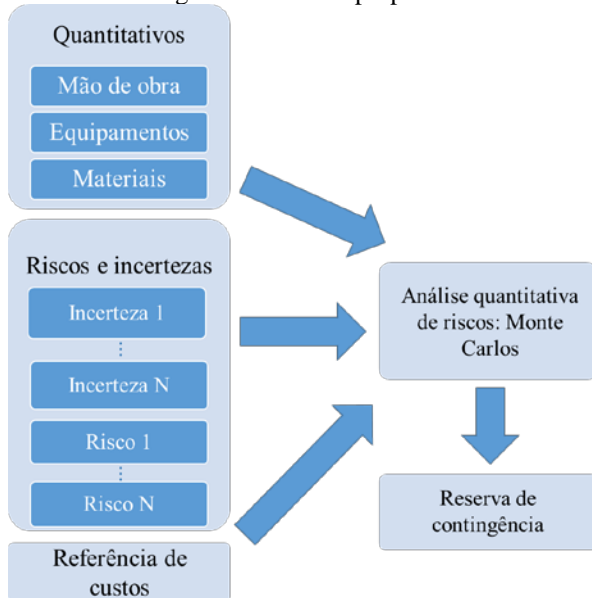 Quantitativos
Mão de obra
Equipamentos
Materiais
Riscos e incertezas
Incerteza 1
Incerteza N
Risco 1
Risco N
Referência de
custos
Análise quantitativa
de riscos: Monte
Carlos
Reserva de
contingência